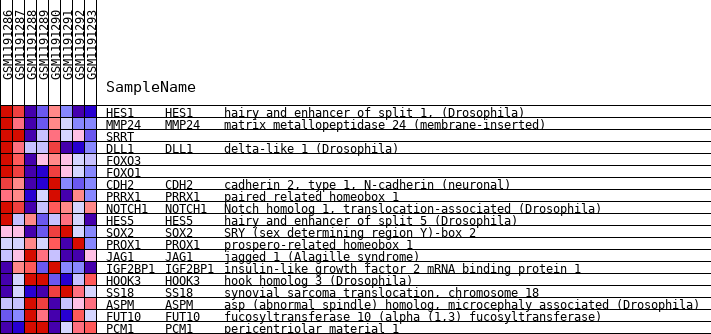 GSM1191286
GSM1191287
GSM1191288
GSM1191289
GSM1191290
GSM1191291
GSM1191292
GSM1191293
SampleName
HES1 HES1 hairy and enhancer of split 1, (Drosophila)
MMP24 MMP24 matrix metallopeptidase 24 (membrane-inserted)
SRRT
DLL1 DLL1 delta-like 1 (Drosophila)
FOXO3
FOXO1
CDH2 CDH2 cadherin 2, type 1, N-cadherin (neuronal)
PRRX1 PRRX1 paired related homeobox 1
NOTCH1 NOTCH1 Notch homolog 1, translocation-associated (Drosophila)
HES5 HES5 hairy and enhancer of split 5 (Drosophila)
SOX2 SOX2 SRY (sex determining region Y)-box 2
PROX1 PROX1 prospero-related homeobox 1
JAG1 JAG1 jagged 1 (Alagille syndrome)
IGF2BP1 IGF2BP1 insulin-like growth factor 2 mRNA binding protein 1
HOOK3 HOOK3 hook homolog 3 (Drosophila)
SS18 SS18 synovial sarcoma translocation, chromosome 18
ASPM ASPM asp (abnormal spindle) homolog, microcephaly associated (Drosophila)
FUT10 FUT10 fucosyltransferase 10 (alpha (1,3) fucosyltransferase)
PCM1 PCM1 pericentriolar material 1